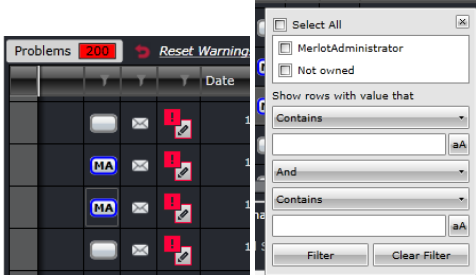 Problems 200 Reset Warning
Date
MA
MA
Select All
MerlotAdministrator
Not owned
Show rows with value that
Contains
aA
And
Contains
aA
Filter Clear Filter